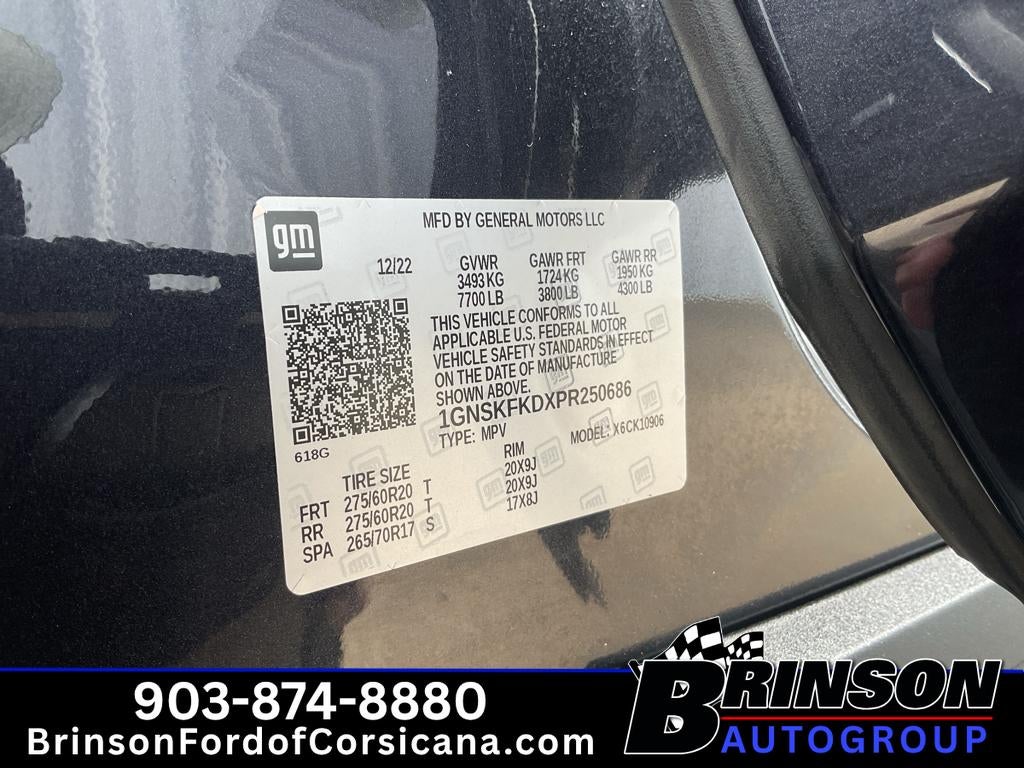 gm
MFD BY GENERAL MOTORS LLC
12/22
GVWR GAWR FRT GAWR RR
3493 KG 1724 KG 1950 KG
7700 LB 3800 LB 4300 LB
THIS VEHICLE CONFORMS TO ALL
APPLICABLE U.S. FEDERAL MOTOR
VEHICLE SAFETY STANDARDS IN EFFECT
ON THE DATE OF MANUFACTURE
SHOWN ABOVE.
1GNSKFKDXPR250686
TYPE: MPV MODEL: X6CK10906
618G
TIRE SIZE RIM
FRT 275/60R20 T 20X9J
RR 275/60R20 T 20X9J
SPA 265/70R17 S 17X8J
903-874-8880
BrinsonFordofCorsicana.com
BRINSON
AUTOGROUP